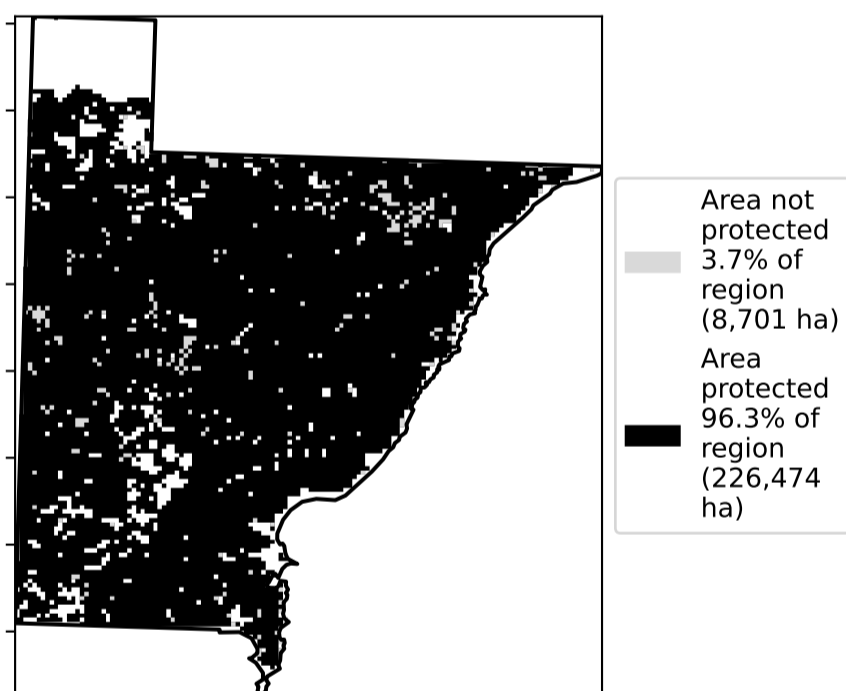 Area not
protected
3.7% of
region
(8,701 ha)
Area
protected
96.3% of
region
(226,474
ha)